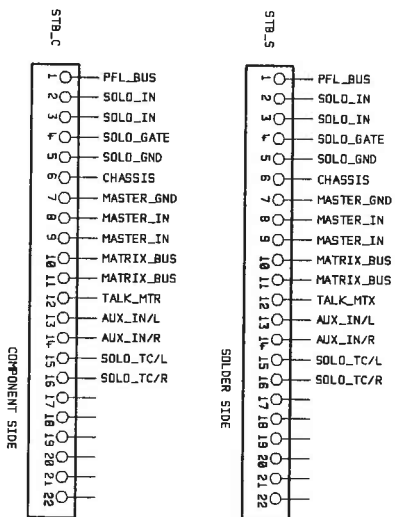 STB_C
1 PFL_BUS
2 SOLO_IN
3 SOLO_IN
4 SOLO_GATE
5 SOLO_GND
6 CHASSIS
7 MASTER_GND
8 MASTER_IN
9 MASTER_IN
10 MATRIX_BUS
11 MATRIX_BUS
12 TALK_MTR
13 AUX_IN/L
14 AUX_IN/R
15 SOLO_TC/L
16 SOLO_TC/R
17
18
19
20
21
22
COMPONENT SIDE
STB_S
1 PFL_BUS
2 SOLO_IN
3 SOLO_IN
4 SOLO_GATE
5 SOLO_GND
6 CHASSIS
7 MASTER_GND
8 MASTER_IN
9 MASTER_IN
10 MATRIX_BUS
11 MATRIX_BUS
12 TALK_MTX
13 AUX_IN/L
14 AUX_IN/R
15 SOLO_TC/L
16 SOLO_TC/R
17
18
19
20
21
22
SOLDER SIDE